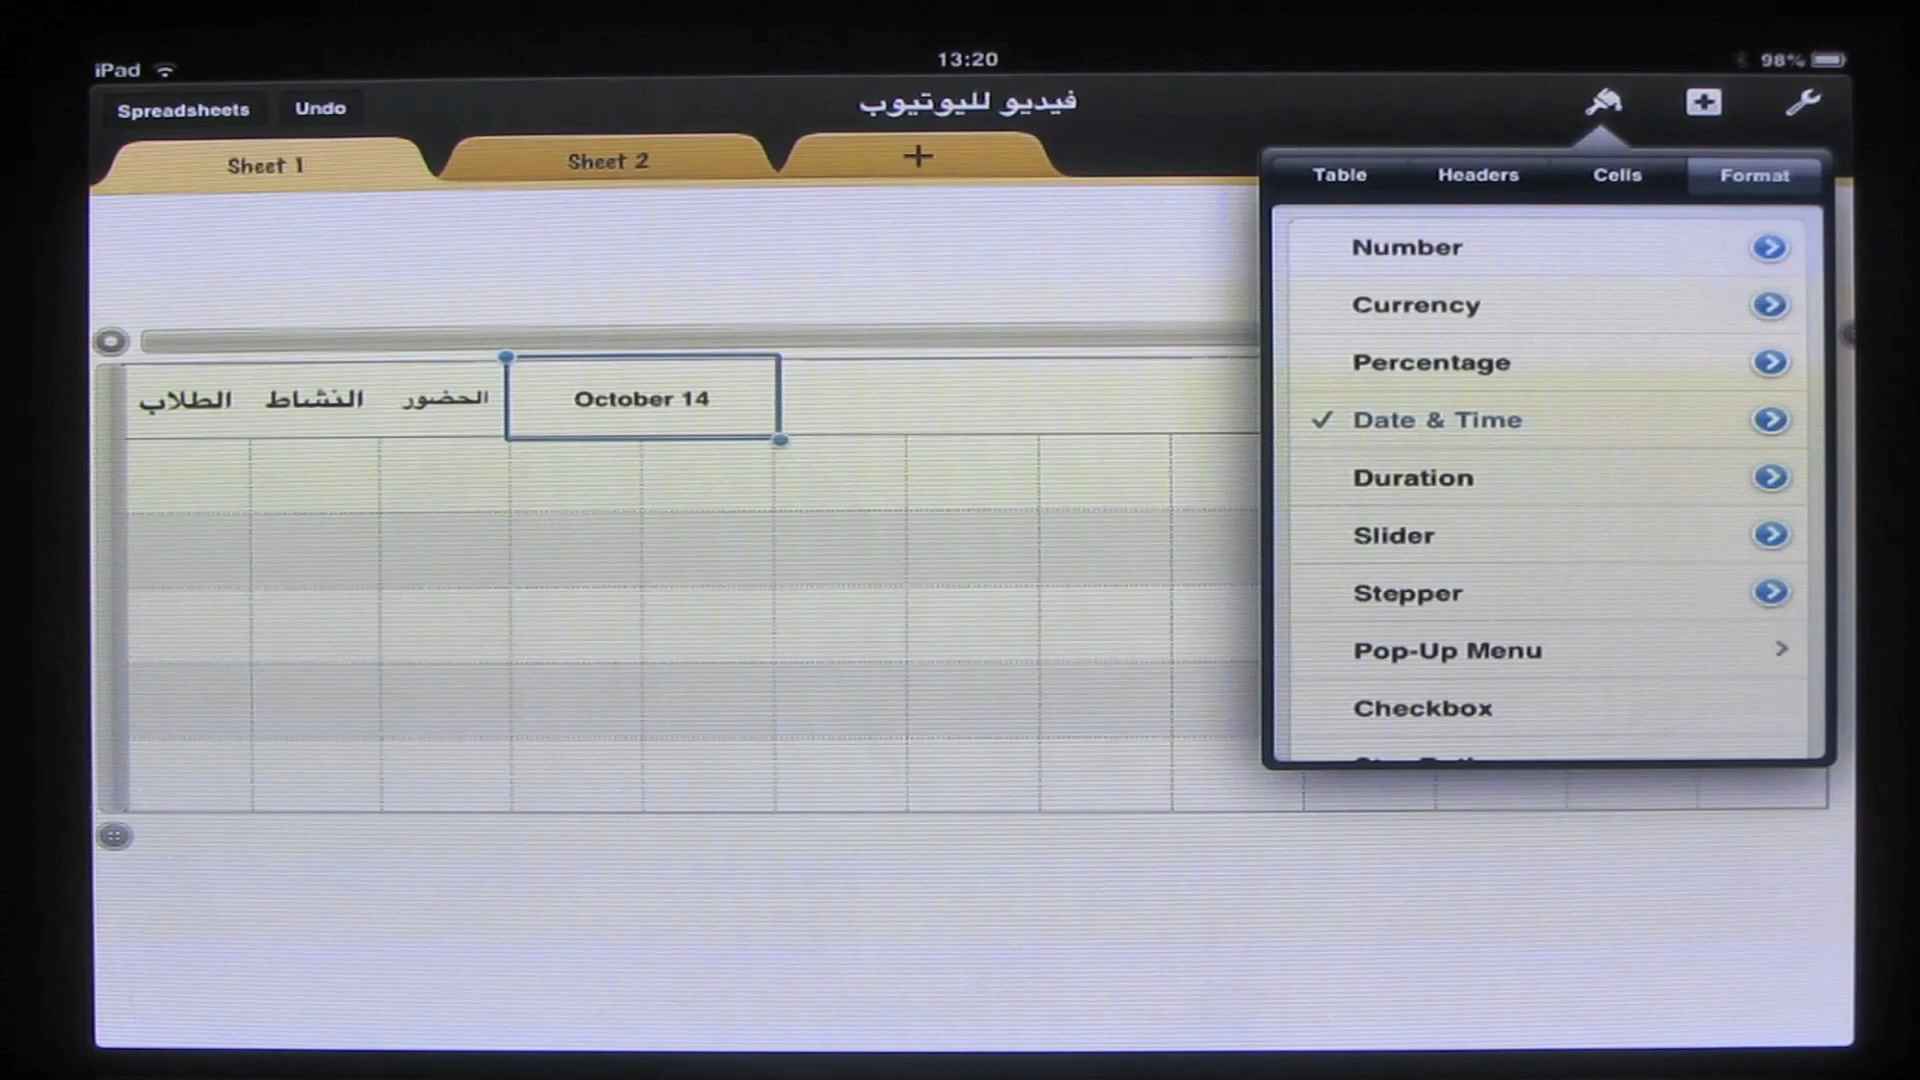 iPad
13:20
98%
Spreadsheets
Undo
فيديو لليوتيوب
Sheet 1
Sheet 2
Table
Headers
Cells
Format
Number
Currency
Percentage
✓ Date & Time
Duration
Slider
Stepper
Pop-Up Menu
Checkbox
الطلاب
النشاط
الحضور
October 14